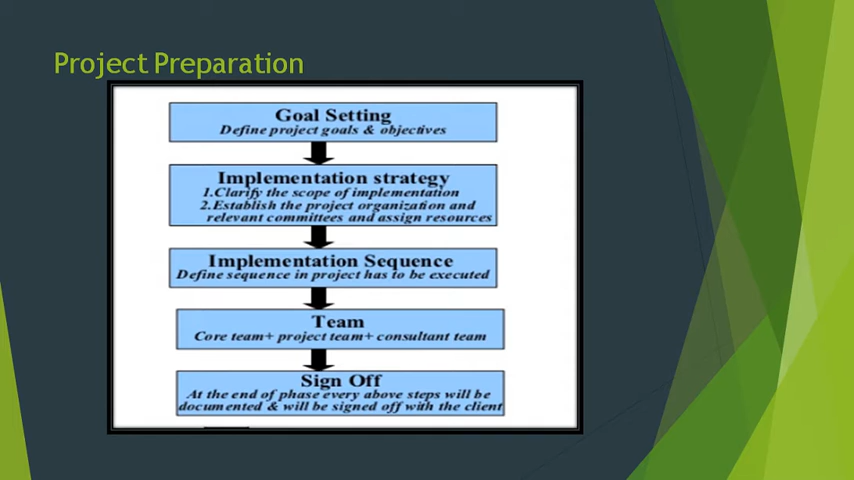 Project Preparation
Goal Setting
Define project goals & objectives
Implementation strategy
1.Clarify the scope of implementation
2.Establish the project organization and
relevant committees and assign resources
Implementation Sequence
Define sequence in project has to be executed
Team
Core team+ project team+ consultant team
Sign Off
At the end of phase every above steps will be
documented & will be signed off with the client